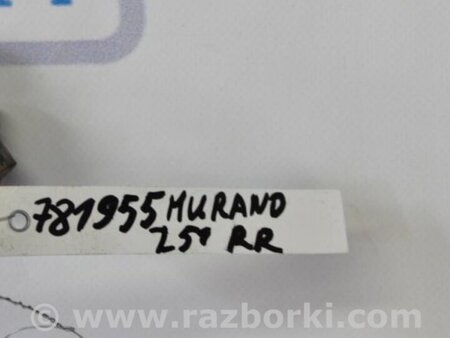 781955 MURANO
Z51 RR
www.razborki.com